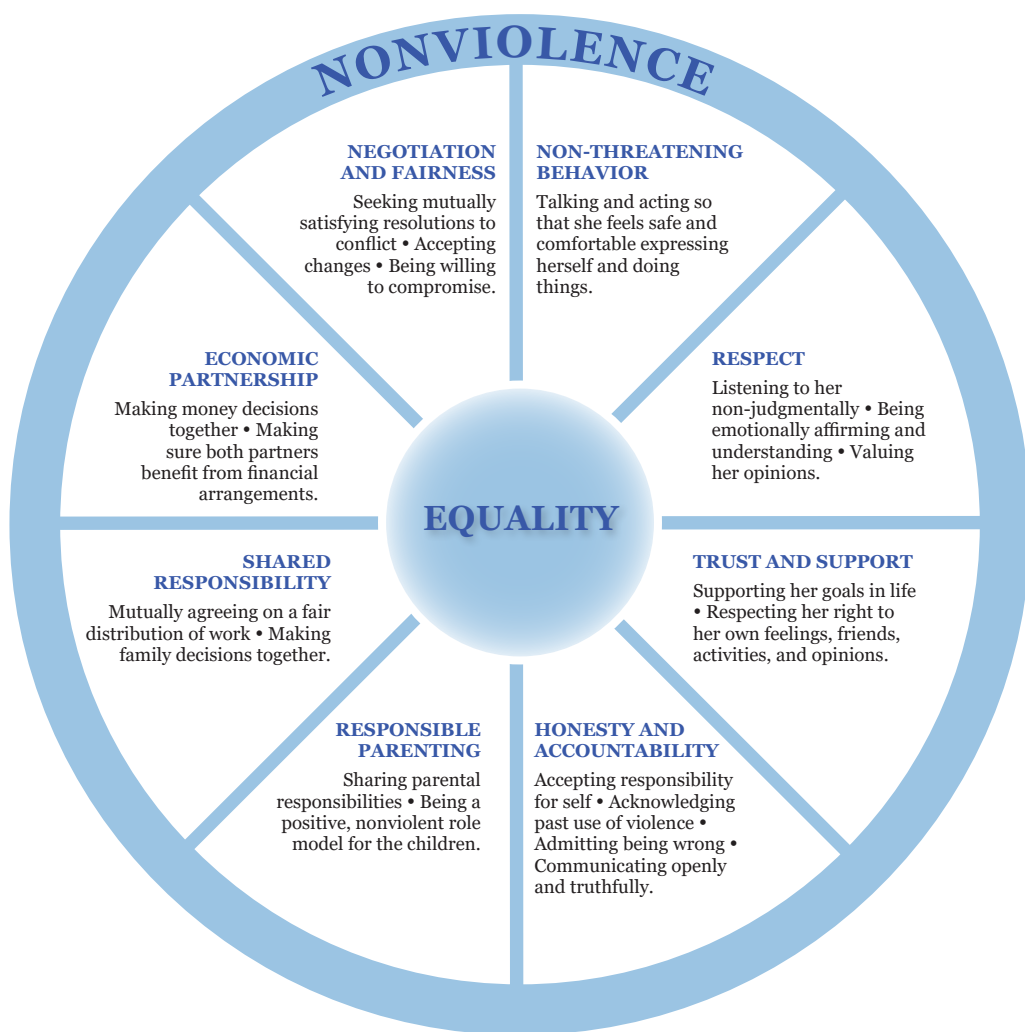 NONVIOLENCE
NEGOTIATION
AND FAIRNESS
Seeking mutually
satisfying resolutions to
conflict • Accepting
changes • Being willing
to compromise.
NON-THREATENING
BEHAVIOR
Talking and acting so
that she feels safe and
comfortable expressing
herself and doing
things.
ECONOMIC
PARTNERSHIP
Making money decisions
together • Making
sure both partners
benefit from financial
arrangements.
RESPECT
Listening to her
non-judgmentally • Being
emotionally affirming and
understanding • Valuing
her opinions.
EQUALITY
SHARED
RESPONSIBILITY
Mutually agreeing on a fair
distribution of work • Making
family decisions together.
TRUST AND SUPPORT
Supporting her goals in life
• Respecting her right to
her own feelings, friends,
activities, and opinions.
RESPONSIBLE
PARENTING
Sharing parental
responsibilities • Being a
positive, nonviolent role
model for the children.
HONESTY AND
ACCOUNTABILITY
Accepting responsibility
for self • Acknowledging
past use of violence •
Admitting being wrong •
Communicating openly
and truthfully.